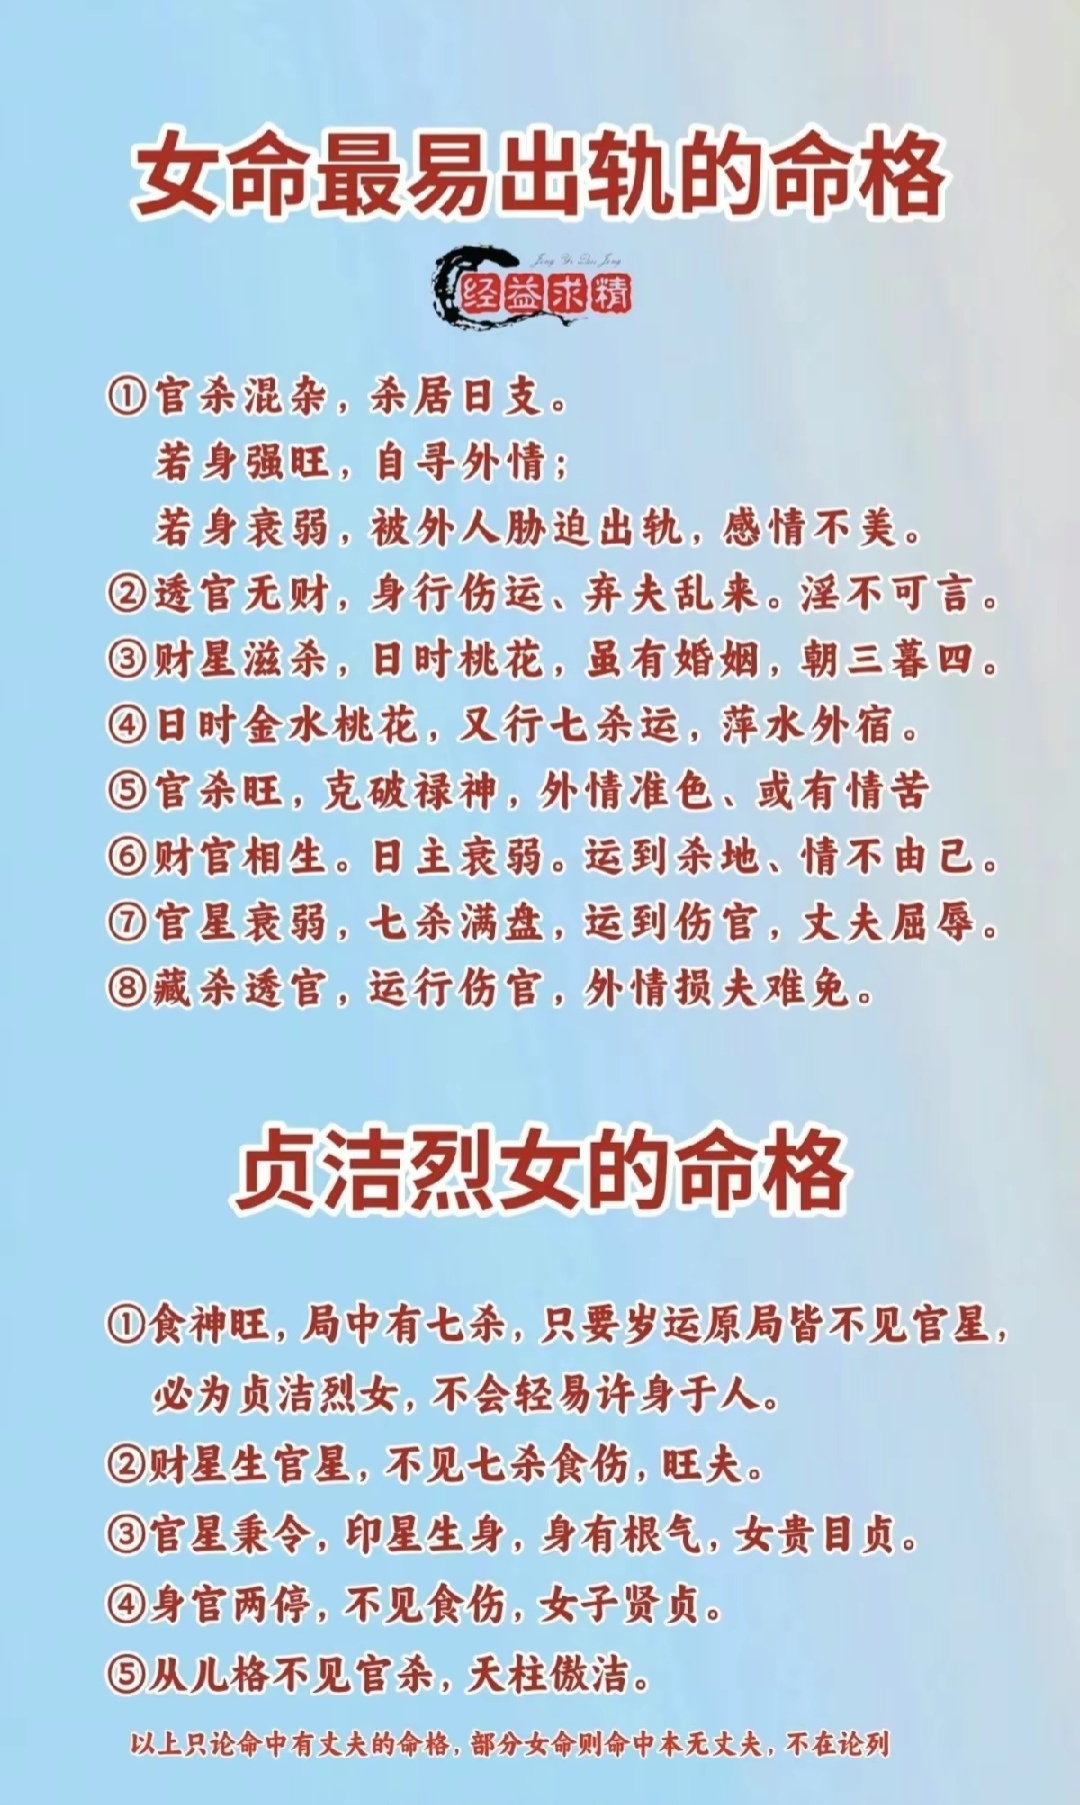 女命最易出轨的命格
Jing Yi Qiu Jing
经益求精
①官杀混杂，杀居日支。
若身强旺，自寻外情；
若身衰弱，被外人胁迫出轨，感情不美。
②透官无财，身行伤运、弃夫乱来。淫不可言。
③财星滋杀，日时桃花，虽有婚姻，朝三暮四。
④日时金水桃花，又行七杀运，萍水外宿。
⑤官杀旺，克破禄神，外情准色、或有情苦
⑥财官相生。日主衰弱。运到杀地、情不由己。
⑦官星衰弱，七杀满盘，运到伤官，丈夫屈辱。
⑧藏杀透官，运行伤官，外情损夫难免。
贞洁烈女的命格
①食神旺，局中有七杀，只要岁运原局皆不见官星，
必为贞洁烈女，不会轻易许身于人。
②财星生官星，不见七杀食伤，旺夫。
③官星秉令，印星生身，身有根气，女贵目贞。
④身官两停，不见食伤，女子贤贞。
⑤从儿格不见官杀，天柱傲洁。
以上只论命中有丈夫的命格，部分女命则命中本无丈夫，不在论列